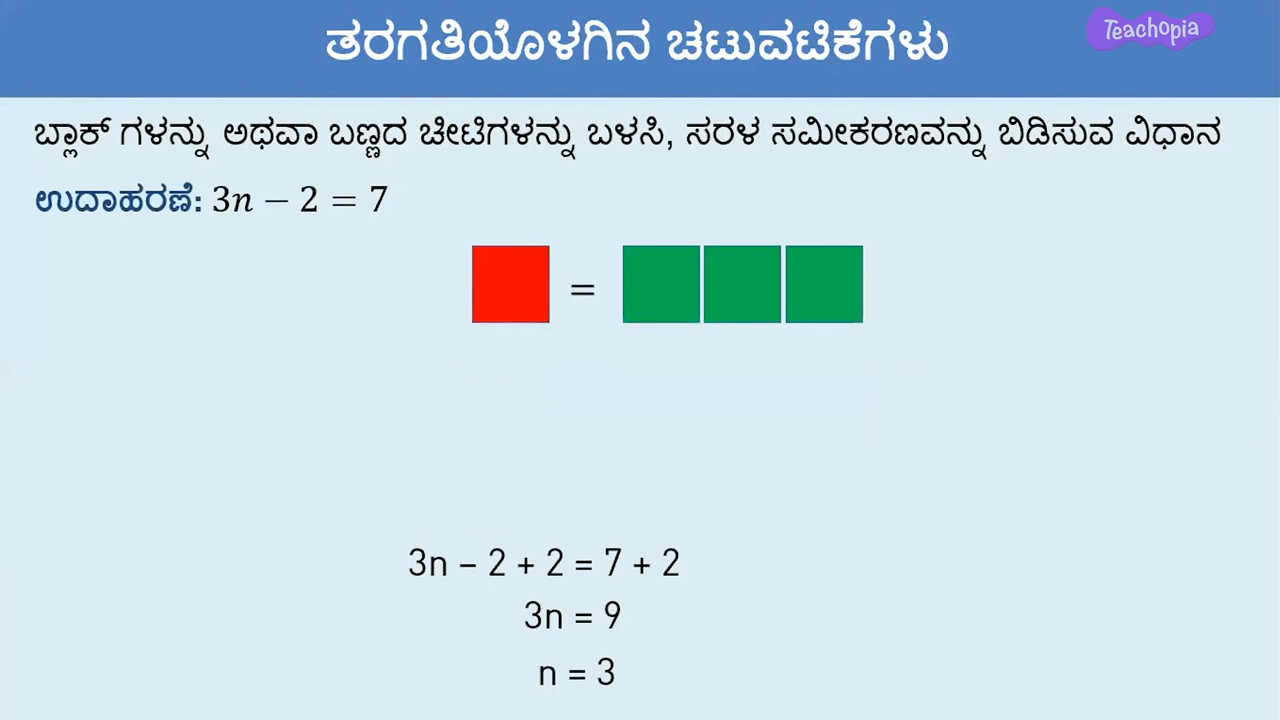 ತರಗತಿಯೊಳಗಿನ ಚಟುವಟಿಕೆಗಳು
Teachopia
ಬ್ಲಾಕ್ ಗಳನ್ನು ಅಥವಾ ಬಣ್ಣದ ಚೀಟಿಗಳನ್ನು ಬಳಸಿ, ಸರಳ ಸಮೀಕರಣವನ್ನು ಬಿಡಿಸುವ ವಿಧಾನ
ಉದಾಹರಣೆ: 3n − 2 = 7
=
3n – 2 + 2 = 7 + 2
3n = 9
n = 3